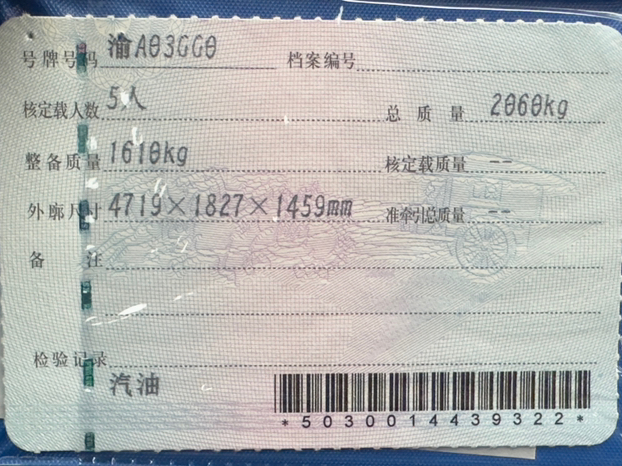 号牌号码 渝A03GG0 档案编号
核定载人数 5人 总质量 2060kg
整备质量 1610kg 核定载质量 --
外廓尺寸 4719×1827×1459mm 准牵引总质量 --
备注
检验记录
汽油
*5030014439322*